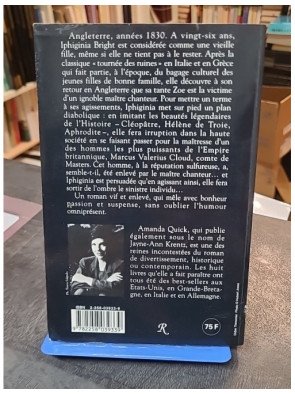 Angleterre, années 1830. A vingt-six ans,
Iphiginia Bright est considérée comme une vieille
fille, même si elle ne tient pas à le rester. Après la
classique « tournée des ruines » en Italie et en Grèce
qui fait partie, à l'époque, du bagage culturel des
jeunes filles de bonne famille, elle découvre à son
retour en Angleterre que sa tante Zoe est la victime
d'un ignoble maître chanteur. Pour mettre un terme
à ses agissements, Iphiginia met sur pied un plan
diabolique : en imitant les beautés légendaires
de l'Histoire – Cléopâtre, Hélène de Troie,
Aphrodite –, elle fera irruption dans la haute
société en se faisant passer pour la maîtresse d'un
des hommes les plus puissants de l'Empire
britannique, Marcus Valerius Cloud, comte de
Masters. Cet homme, à la réputation sulfureuse, a,
semble-t-il, été enlevé par le maître chanteur... et
Iphiginia est persuadée qu'en agissant ainsi, elle fera
sortir de l'ombre le sinistre individu...
Un roman vif et enlevé, qui mêle avec bonheur
passion et suspense, sans oublier l'humour
omniprésent.
Amanda Quick, qui publie
également sous le nom de
Jayne-Ann Krentz, est une
des reines incontestées du roman
de divertissement, historique
ou contemporain. Les huit
livres qu'elle a fait paraître ont
tous été des best-sellers aux
Etats-Unis, en Grande-Breta-
gne, en Italie et en Allemagne.
ISBN : 2-258-03933-9
9 782258 039339
R
75 F